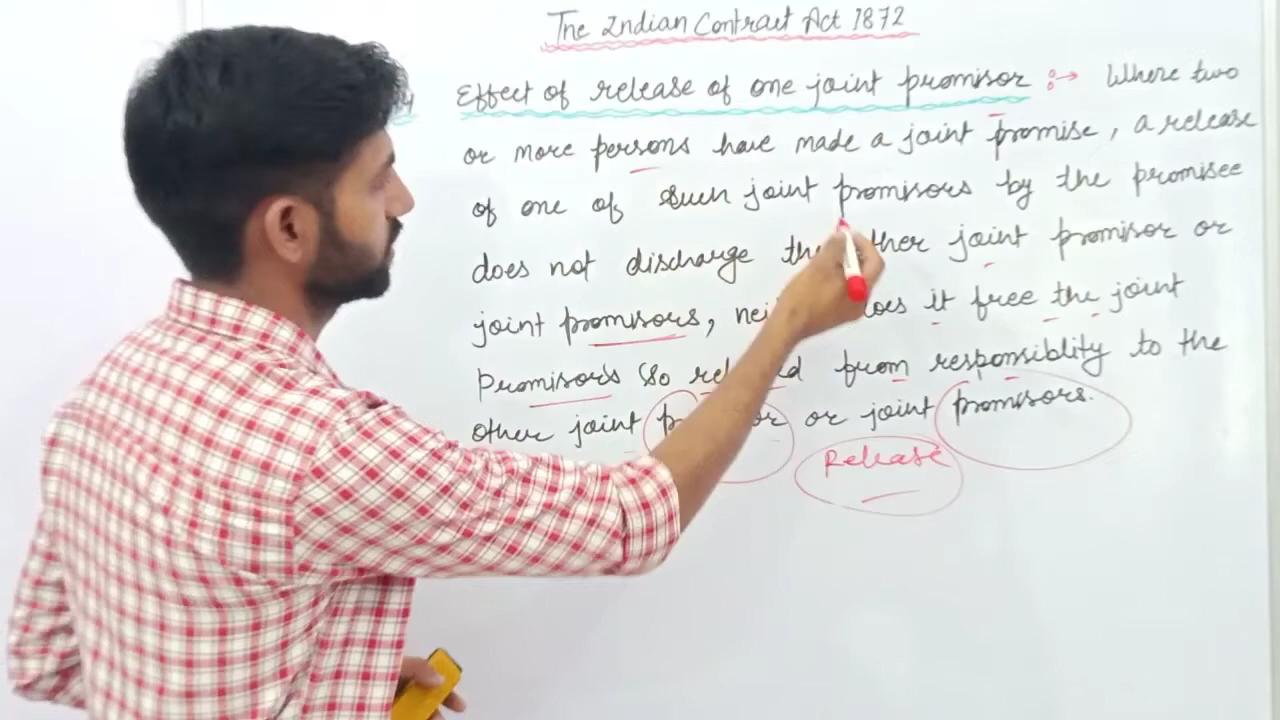 The Indian Contract Act 1872
4 Effect of release of one joint promisor :→ Where two
or more persons have made a joint promise, a release
of one of such joint promisors by the promisee
does not discharge the other joint promisor or
joint promisors, does it free the joint
Promisors so from responsiblity to the
other joint or joint promisors.
Release